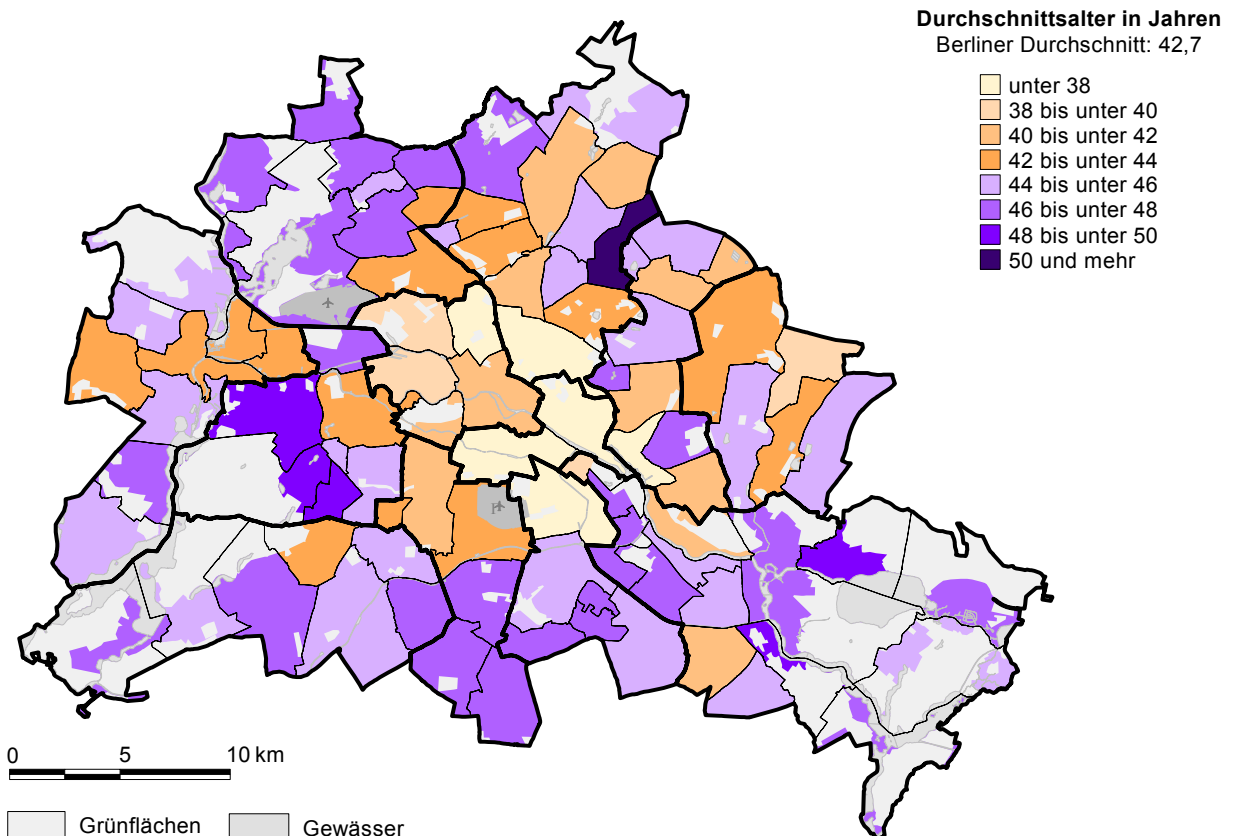 Durchschnittsalter in Jahren
Berliner Durchschnitt: 42,7
unter 38
38 bis unter 40
40 bis unter 42
42 bis unter 44
44 bis unter 46
46 bis unter 48
48 bis unter 50
50 und mehr
0 5 10 km
Grünflächen Gewässer